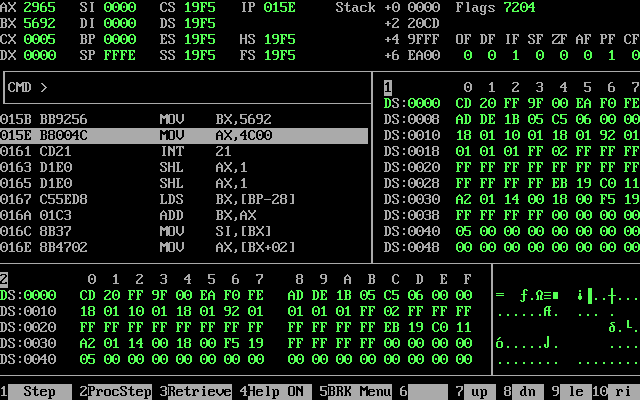 AX 2965 SI 0000 CS 19F5 IP 015E Stack +0 0000 Flags 7204
BX 5692 DI 0000 DS 19F5 +2 20CD
CX 0005 BP 0000 ES 19F5 HS 19F5 +4 9FFF OF DF IF SF ZF AF PF CF
DX 0000 SP FFFE SS 19F5 FS 19F5 +6 EA00 0 0 1 0 0 0 1 0
CMD >
015B BB9256 MOV BX,5692
015E B8004C MOV AX,4C00
0161 CD21 INT 21
0163 D1E0 SHL AX,1
0165 D1E0 SHL AX,1
0167 C55ED8 LDS BX,[BP-28]
016A 01C3 ADD BX,AX
016C 8B37 MOV SI,[BX]
016E 8B4702 MOV AX,[BX+02]
1 0 1 2 3 4 5 6 7
DS:0000 CD 20 FF 9F 00 EA F0 FE
DS:0008 AD DE 1B 05 C5 06 00 00
DS:0010 18 01 10 01 18 01 92 01
DS:0018 01 01 01 FF 02 FF FF FF
DS:0020 FF FF FF FF FF FF FF FF
DS:0028 FF FF FF FF EB 19 C0 11
DS:0030 A2 01 14 00 18 00 F5 19
DS:0038 FF FF FF FF 00 00 00 00
DS:0040 05 00 00 00 00 00 00 00
DS:0048 00 00 00 00 00 00 00 00
2 0 1 2 3 4 5 6 7 8 9 A B C D E F
DS:0000 CD 20 FF 9F 00 EA F0 FE AD DE 1B 05 C5 06 00 00 = ƒ.Ω≡■ ¡▐..┼...
DS:0010 18 01 10 01 18 01 92 01 01 01 01 FF 02 FF FF FF ......Æ. ... .
DS:0020 FF FF FF FF FF FF FF FF FF FF FF FF EB 19 C0 11 δ.└.
DS:0030 A2 01 14 00 18 00 F5 19 FF FF FF FF 00 00 00 00 ó.....⌡. ....
DS:0040 05 00 00 00 00 00 00 00 00 00 00 00 00 00 00 00 ........ ........
1 Step 2ProcStep 3Retrieve 4Help ON 5BRK Menu 6 7 up 8 dn 9 le 10 ri